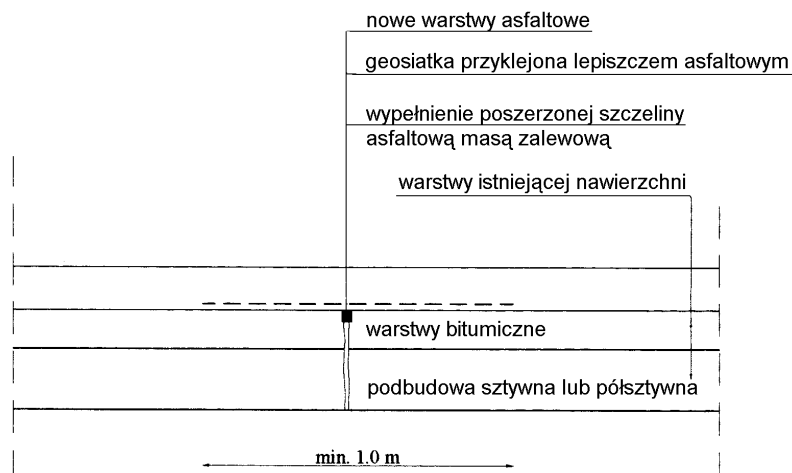 nowe warstwy asfaltowe
geosiatka przyklejona lepiszczem asfaltowym
wypełnienie poszerzonej szczeliny
asfaltową masą zalewową
warstwy istniejącej nawierzchni
warstwy bitumiczne
podbudowa sztywna lub półsztywna
min. 1.0 m